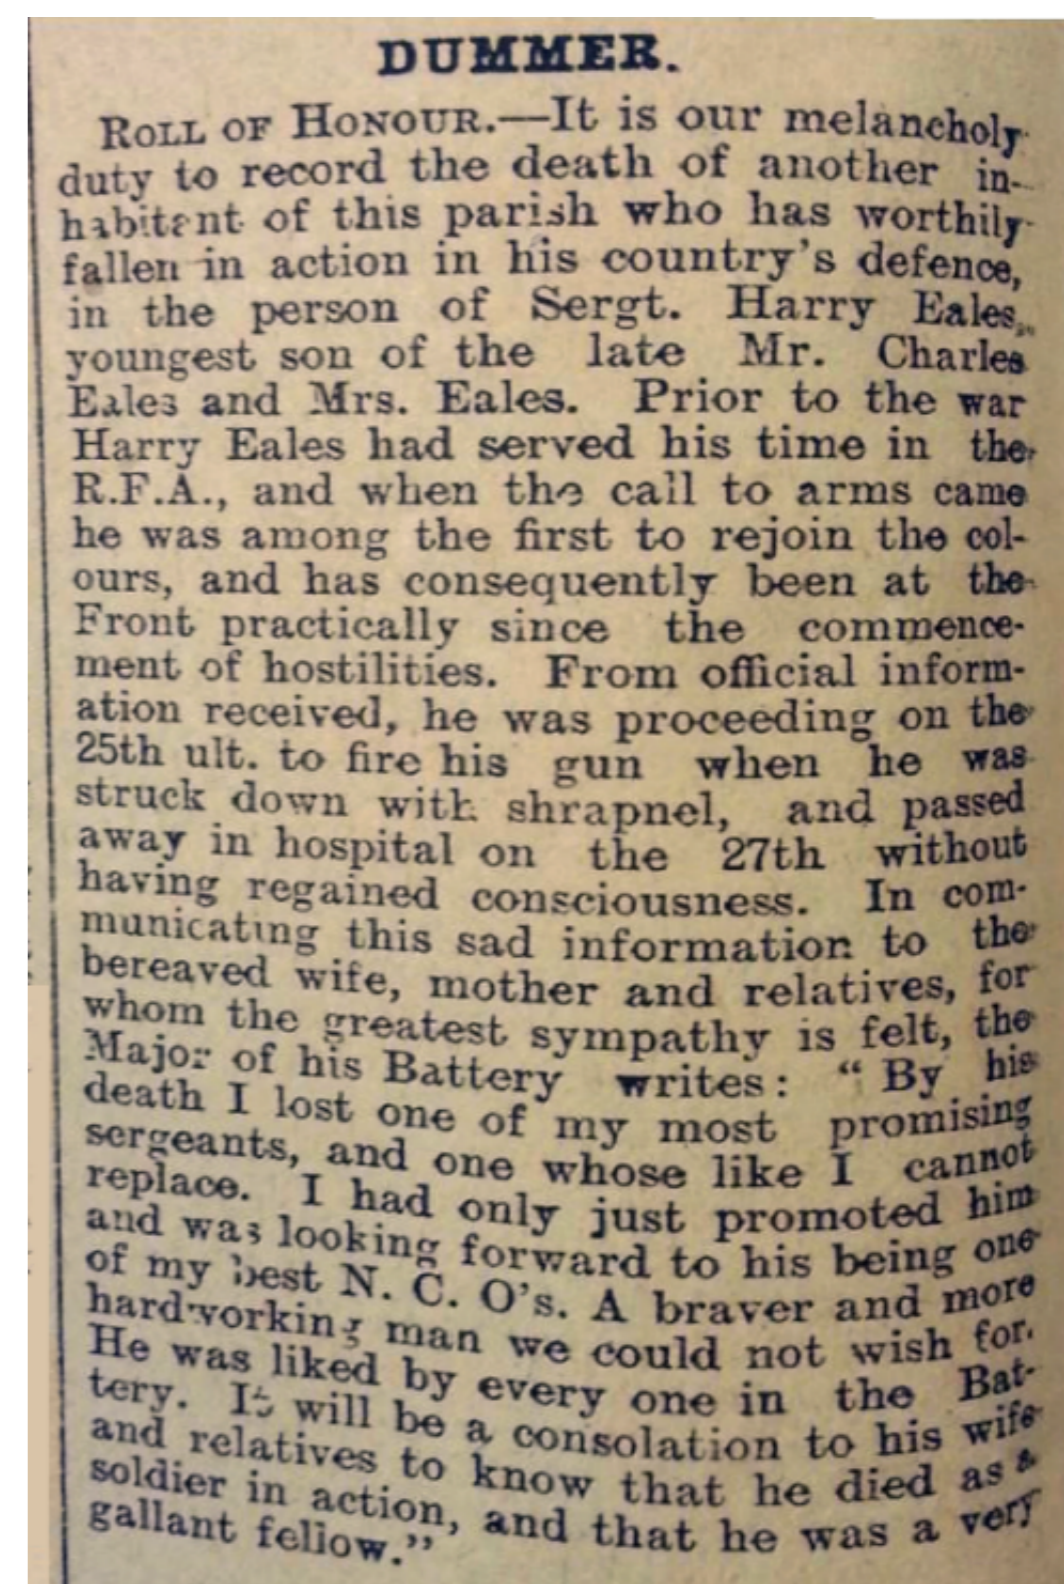 DUMMER.
ROLL OF HONOUR.—It is our melancholy
duty to record the death of another in-
habitant of this parish who has worthily
fallen in action in his country's defence,
in the person of Sergt. Harry Eales,
youngest son of the late Mr. Charles
Eales and Mrs. Eales. Prior to the war
Harry Eales had served his time in the
R.F.A., and when the call to arms came
he was among the first to rejoin the col-
ours, and has consequently been at the
Front practically since the commence-
ment of hostilities. From official inform-
ation received, he was proceeding on the
25th ult. to fire his gun when he was
struck down with shrapnel, and passed
away in hospital on the 27th without
having regained consciousness. In com-
municating this sad information to the
bereaved wife, mother and relatives, for
whom the greatest sympathy is felt, the
Major of his Battery writes: "By his
death I lost one of my most promising
sergeants, and one whose like I cannot
replace. I had only just promoted him
and was looking forward to his being one
of my best N. C. O's. A braver and more
hardworking man we could not wish for.
He was liked by every one in the Bat-
tery. It will be a consolation to his wife
and relatives to know that he died as a
soldier in action, and that he was a very
gallant fellow."